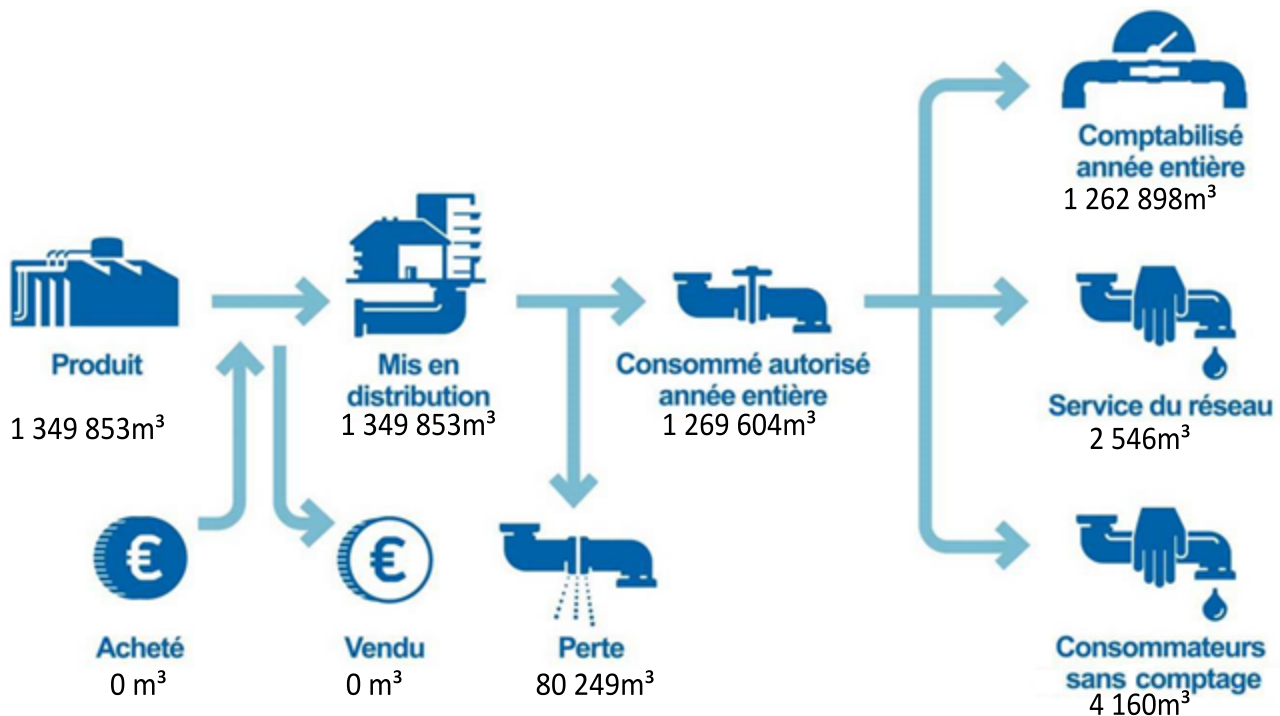 Comptabilisé
année entière
1 262 898m³
Produit
1 349 853m³
Mis en
distribution
1 349 853m³
Consommé autorisé
année entière
1 269 604m³
Service du réseau
2 546m³
€
Acheté
0 m³
€
Vendu
0 m³
Perte
80 249m³
Consommateurs
sans comptage
4 160m³